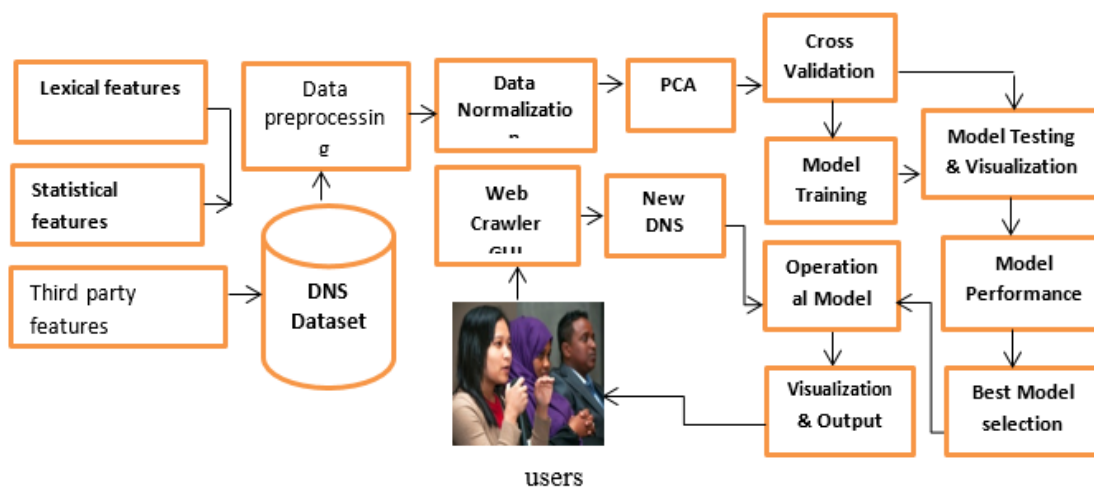 Lexical features
Statistical
features
Third party
features
DNS
Dataset
Data
preprocessin
g
Data
Normalizatio
n
PCA
Cross
Validation
Model
Training
Model Testing
& Visualization
Model
Performance
Best Model
selection
Web
Crawler
GUI
New
DNS
Operation
al Model
Visualization
& Output
users